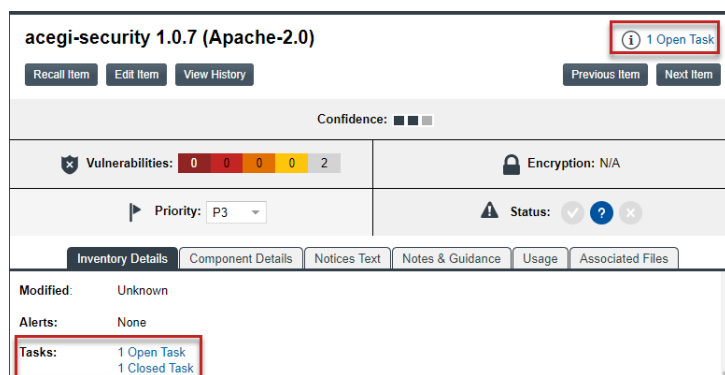 acegi-security 1.0.7 (Apache-2.0)
i 1 Open Task
Recall Item Edit Item View History Previous Item Next Item
Confidence:
Vulnerabilities: 0 0 0 0 2 Encryption: N/A
Priority: P3 Status: ?
Inventory Details Component Details Notices Text Notes & Guidance Usage Associated Files
Modified: Unknown
Alerts: None
Tasks: 1 Open Task
1 Closed Task